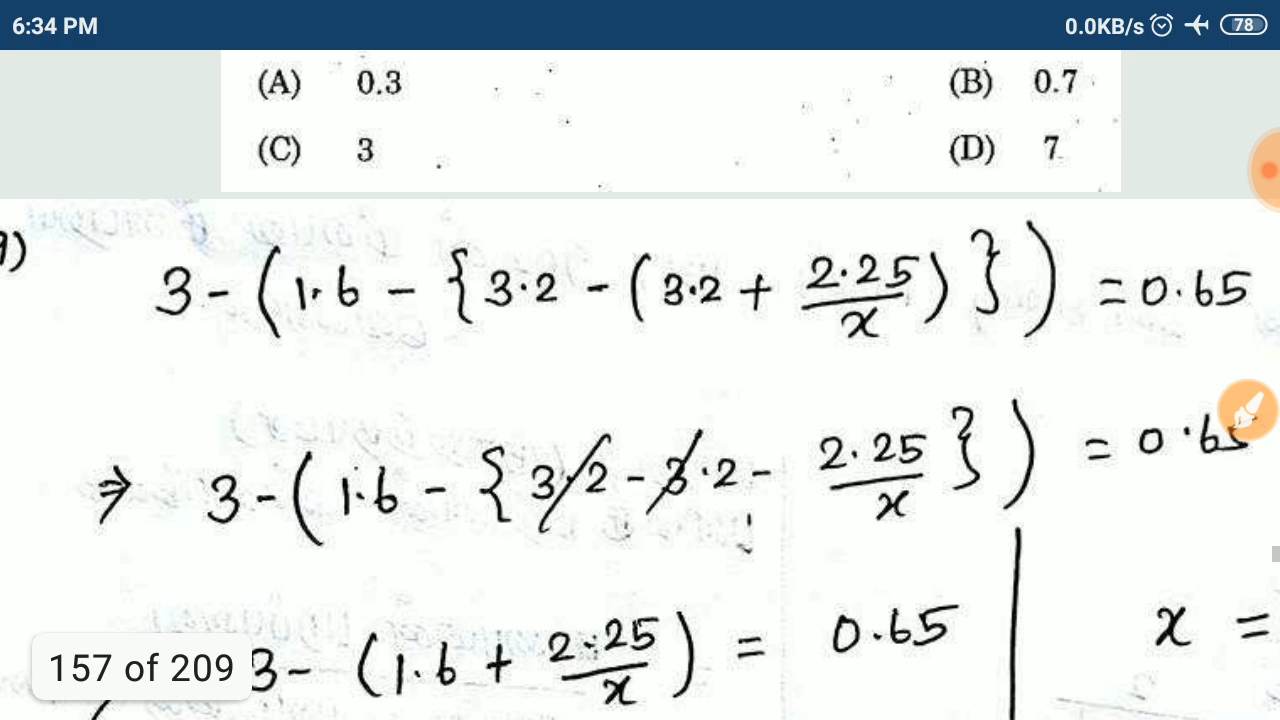 6:34 PM 0.0KB/s 78
(A) 0.3 (B) 0.7
(C) 3 (D) 7
9) 3 - (1.6 - {3.2 - (3.2 + 2.25/x)}) = 0.65
⇒ 3 - (1.6 - {3.2 - 3.2 - 2.25/x}) = 0.65
3 - (1.6 + 2.25/x) = 0.65 x =
157 of 209